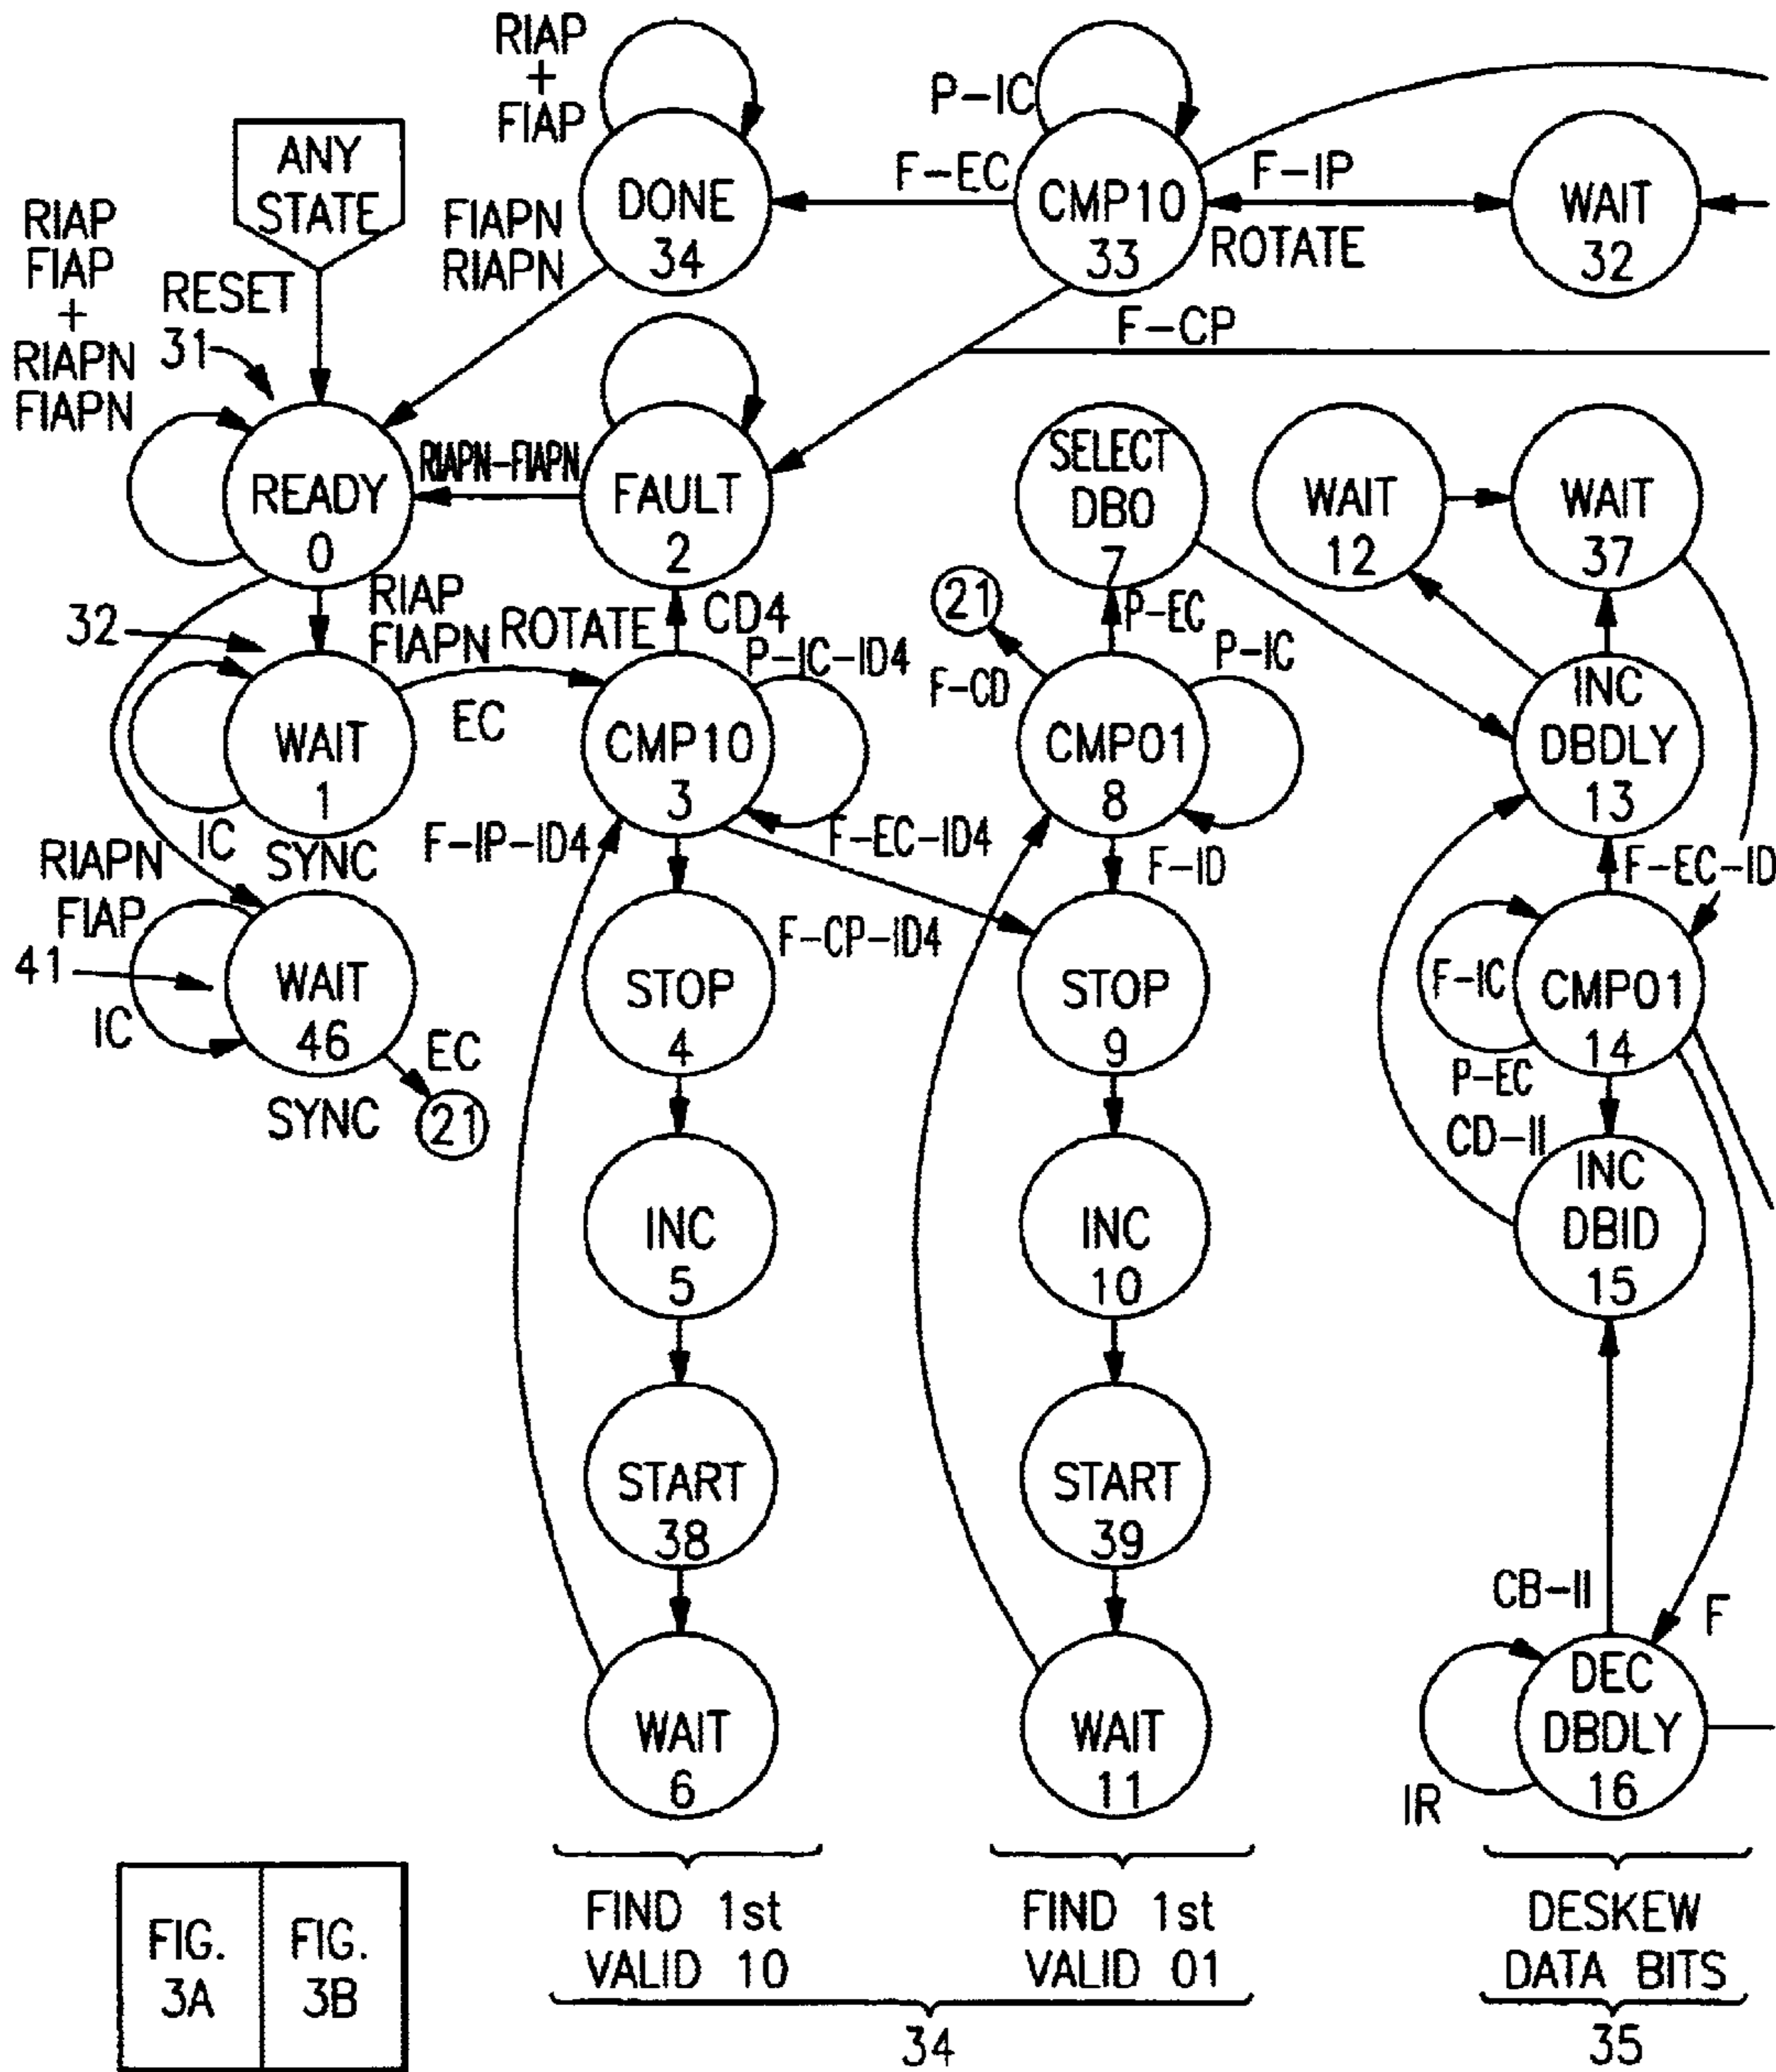 RIAP
+
FIAP
P-IC
ANY
STATE
F-EC
F-IP
DONE
34
CMP10
33
WAIT
32
ROTATE
RIAP
FIAP
+
RIAPN
FIAPN
FIAPN
RIAPN
RESET
31
F-CP
READY
0
RIAPN-FIAPN
FAULT
2
SELECT
DB0
7
WAIT
12
WAIT
37
32
RIAP
FIAPN
ROTATE
CD4
P-IC-ID4
21
P-EC
F-CD
P-IC
EC
WAIT
1
CMP10
3
CMP01
8
INC
DBDLY
13
IC
SYNC
F-IP-ID4
F-EC-ID4
F-ID
F-EC-ID
RIAPN
FIAP
F-CP-ID4
41
WAIT
46
IC
EC
SYNC
21
STOP
4
STOP
9
F-IC
CMP01
14
P-EC
CD-II
INC
5
INC
10
INC
DBID
15
START
38
START
39
CB-II
F
WAIT
6
WAIT
11
DEC
DBDLY
16
IR
FIG.
3A
FIG.
3B
FIND 1st
VALID 10
FIND 1st
VALID 01
DESKEW
DATA BITS
34
35